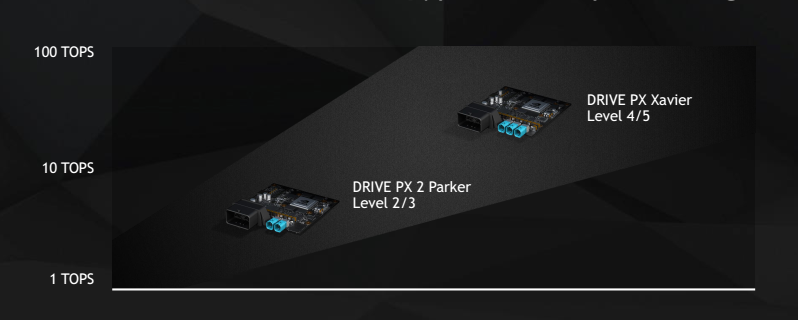 100 TOPS
DRIVE PX Xavier
Level 4/5
10 TOPS
DRIVE PX 2 Parker
Level 2/3
1 TOPS